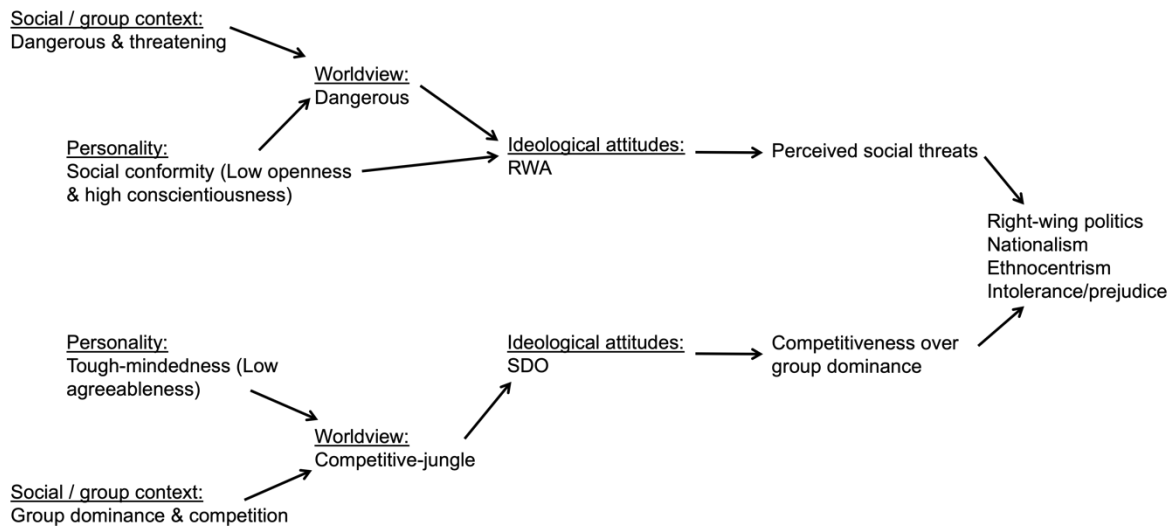 Social / group context:
Dangerous & threatening
Worldview:
Dangerous
Personality:
Social conformity (Low openness
& high conscientiousness)
Ideological attitudes:
RWA
Perceived social threats
Right-wing politics
Nationalism
Ethnocentrism
Intolerance/prejudice
Personality:
Tough-mindedness (Low
agreeableness)
Ideological attitudes:
SDO
Competitiveness over
group dominance
Worldview:
Competitive-jungle
Social / group context:
Group dominance & competition